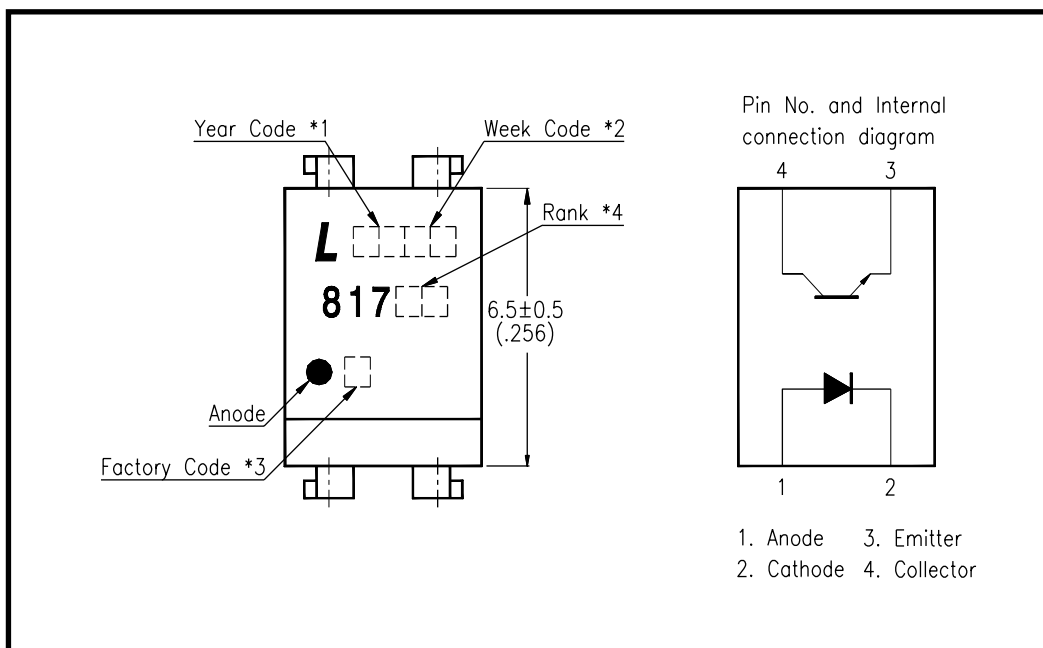 Year Code *1
Week Code *2
Rank *4
L
817
6.5±0.5
(.256)
Anode
Factory Code *3
Pin No. and Internal
connection diagram
4 3
1 2
1. Anode 3. Emitter
2. Cathode 4. Collector